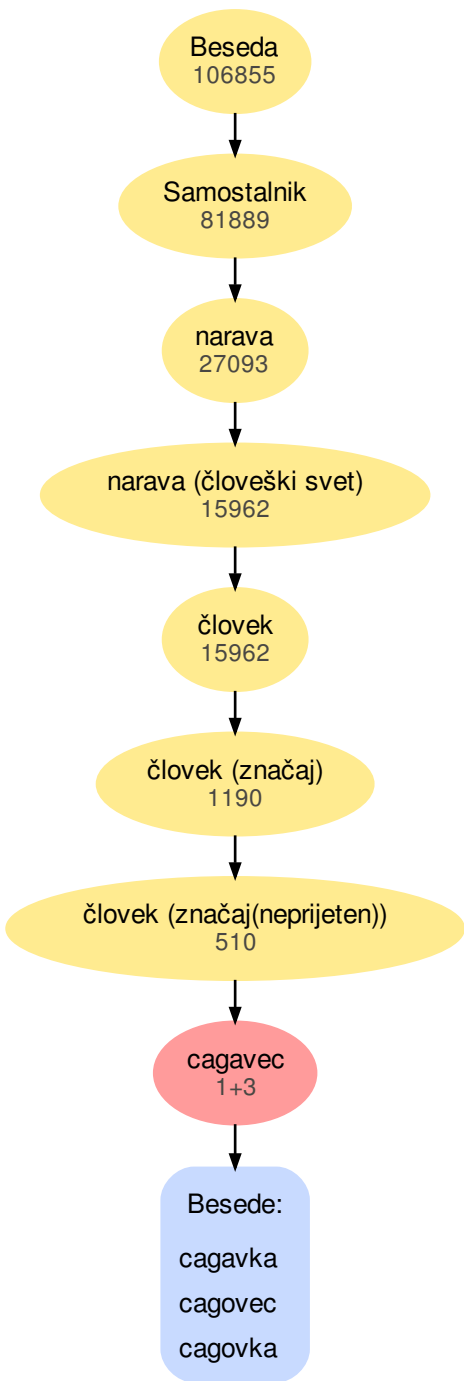 Beseda
106855
Samostalnik
81889
narava
27093
narava (človeški svet)
15962
človek
15962
človek (značaj)
1190
človek (značaj(neprijeten))
510
cagavec
1+3
Besede:
cagavka
cagovec
cagovka